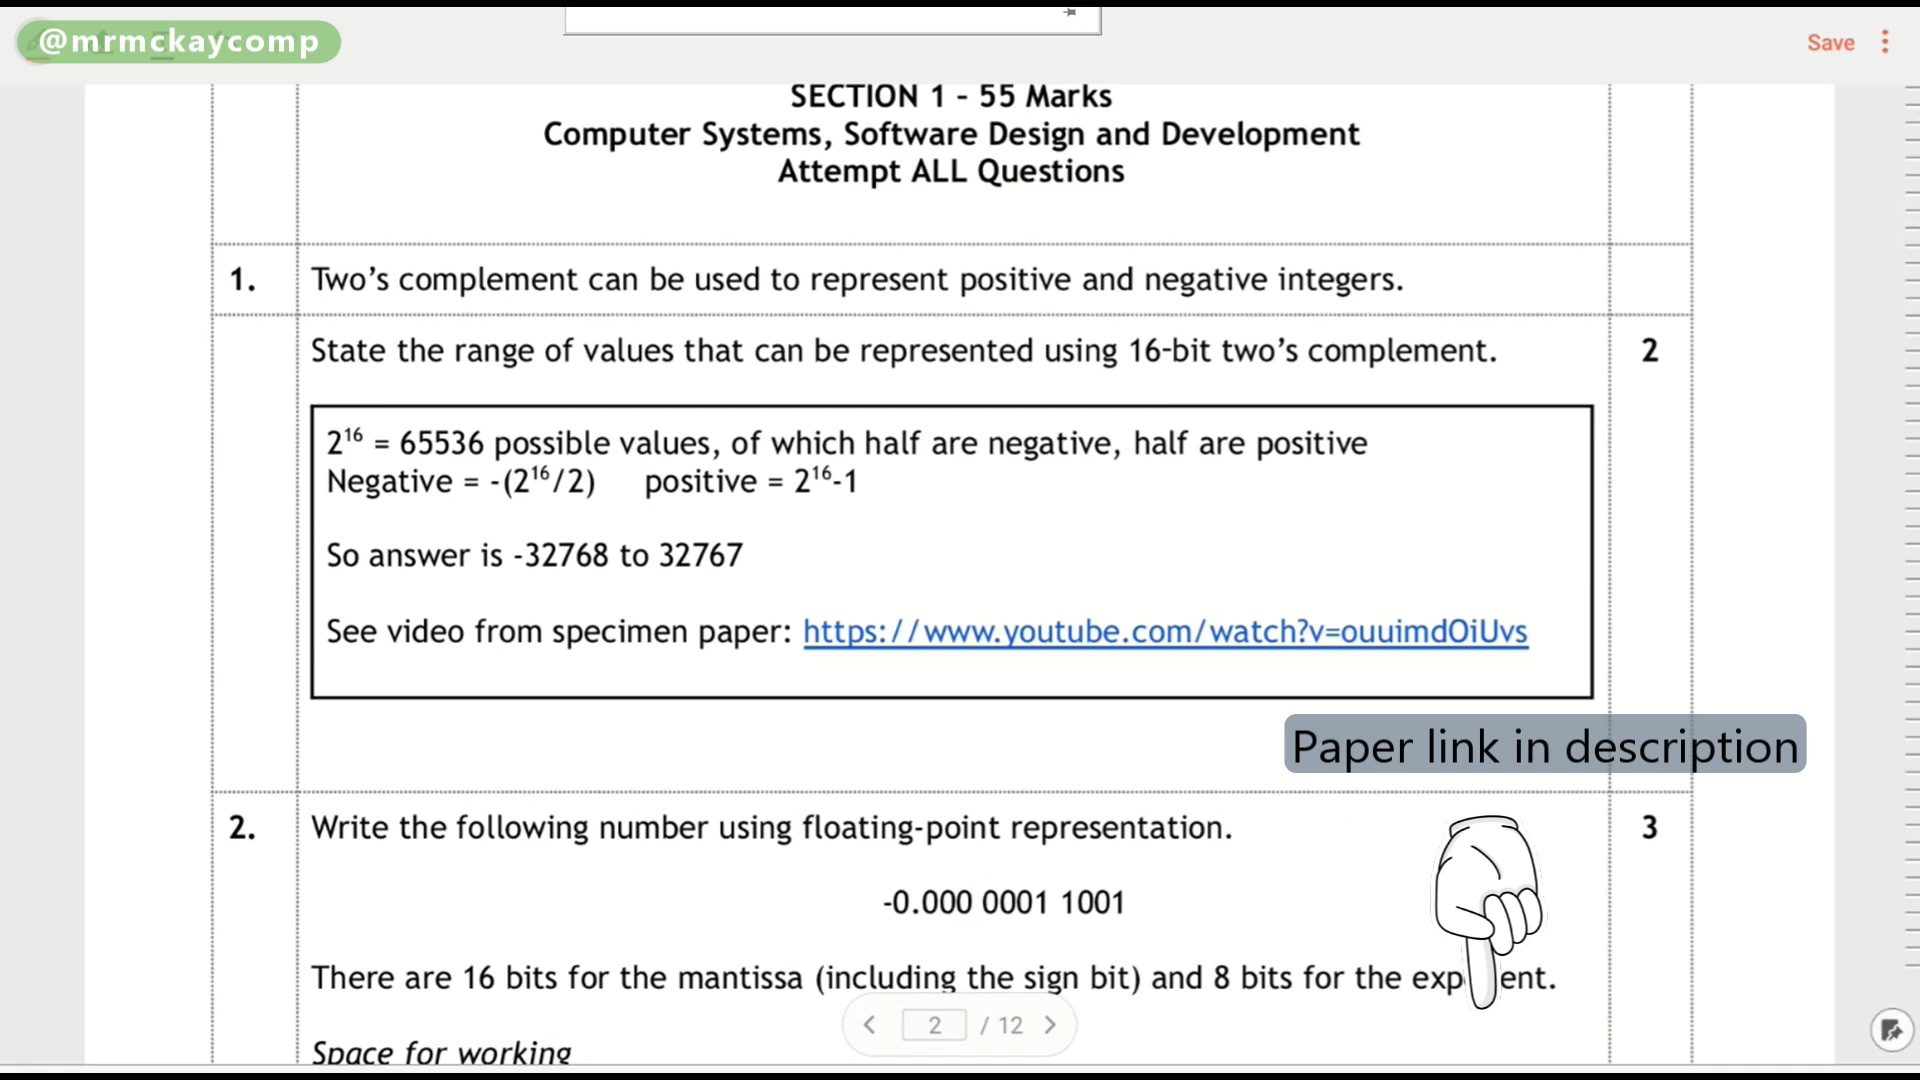 @mrmckaycomp
Save
SECTION 1 - 55 Marks
Computer Systems, Software Design and Development
Attempt ALL Questions
1. Two's complement can be used to represent positive and negative integers.
State the range of values that can be represented using 16-bit two's complement. 2
2¹⁶ = 65536 possible values, of which half are negative, half are positive
Negative = -(2¹⁶/2) positive = 2¹⁶-1
So answer is -32768 to 32767
See video from specimen paper: https://www.youtube.com/watch?v=ouuimdOiUvs
Paper link in description
2. Write the following number using floating-point representation. 3
-0.000 0001 1001
There are 16 bits for the mantissa (including the sign bit) and 8 bits for the exp ent.
2 / 12
Space for working